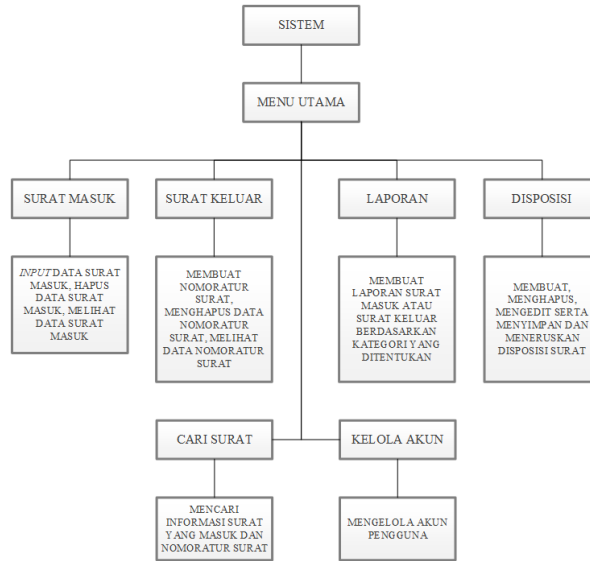 SISTEM
MENU UTAMA
SURAT MASUK
SURAT KELUAR
LAPORAN
DISPOSISI
INPUT DATA SURAT
MASUK, HAPUS
DATA SURAT
MASUK, MELIHAT
DATA SURAT
MASUK
MEMBUAT
NOMORATUR
SURAT,
MENGHAPUS DATA
NOMORATUR
SURAT, MELIHAT
DATA NOMORATUR
SURAT
MEMBUAT
LAPORAN SURAT
MASUK ATAU
SURAT KELUAR
BERDASARKAN
KATEGORI YANG
DITENTUKAN
MEMBUAT,
MENGHAPUS,
MENGEDIT SERTA
MENYIMPAN DAN
MENERUSKAN
DISPOSISI SURAT
CARI SURAT
KELOLA AKUN
MENCARI
INFORMASI SURAT
YANG MASUK DAN
NOMORATUR SURAT
MENGELOLA AKUN
PENGGUNA